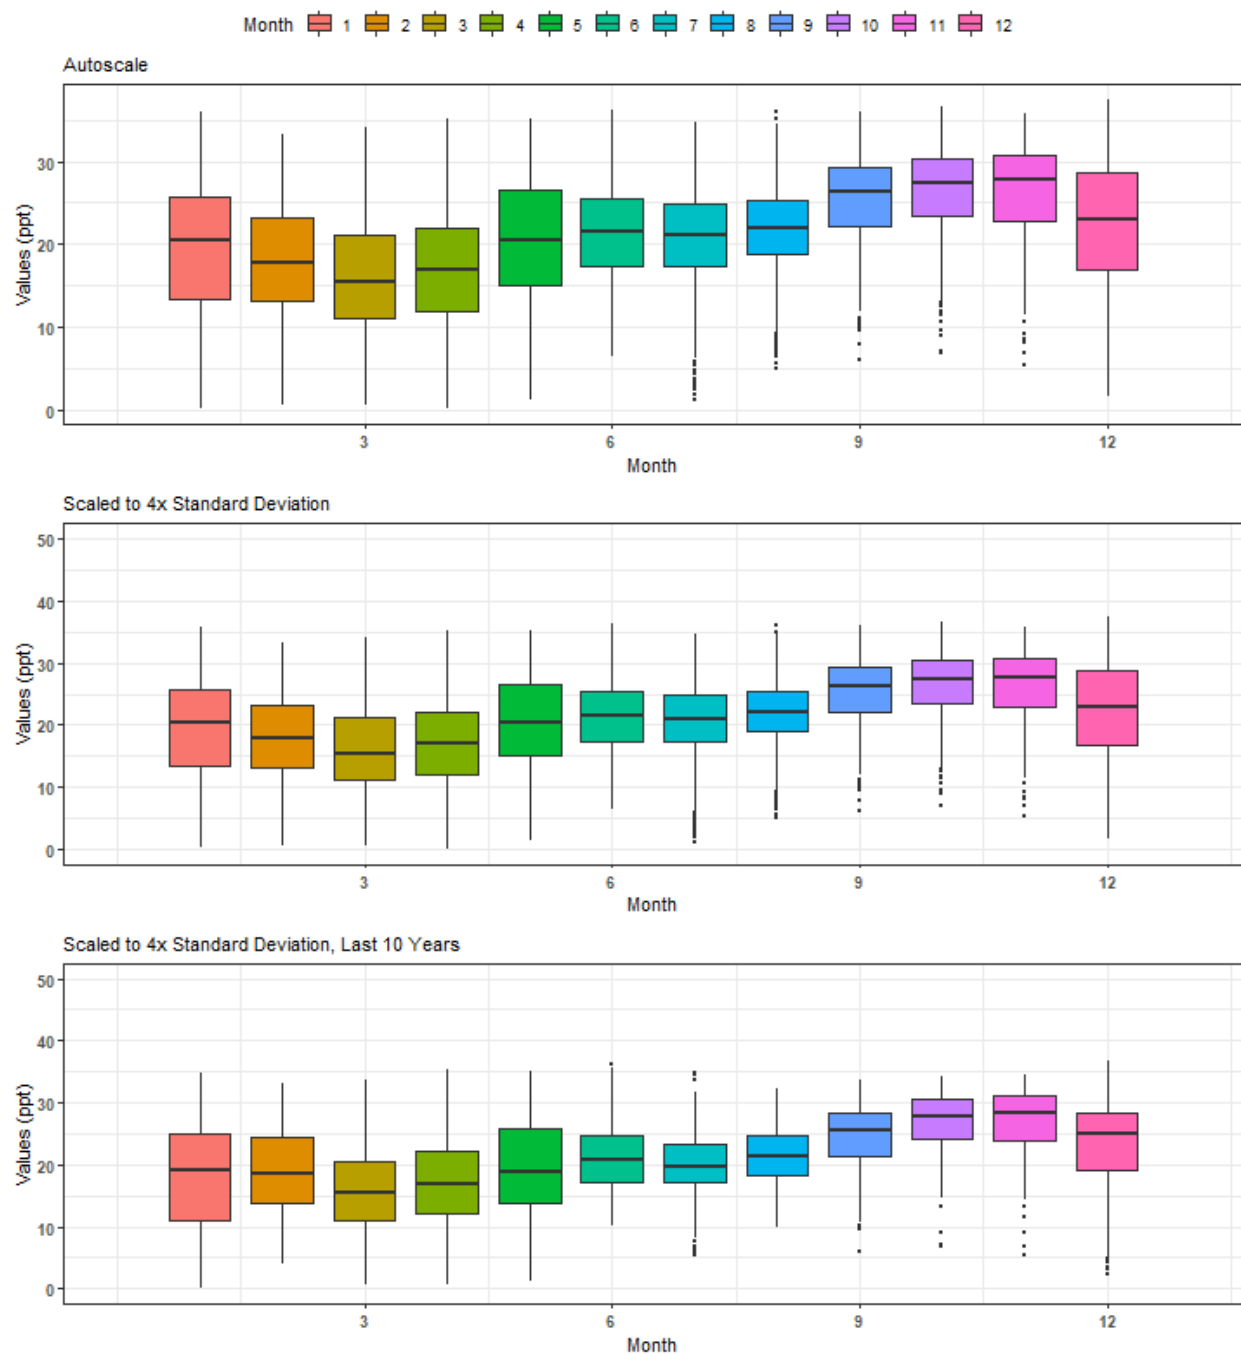 Month 1 2 3 4 5 6 7 8 9 10 11 12
Autoscale
Values (ppt)
30
20
10
0
3 6 9 12
Month
Scaled to 4x Standard Deviation
Values (ppt)
50
40
30
20
10
0
3 6 9 12
Month
Scaled to 4x Standard Deviation, Last 10 Years
Values (ppt)
50
40
30
20
10
0
3 6 9 12
Month